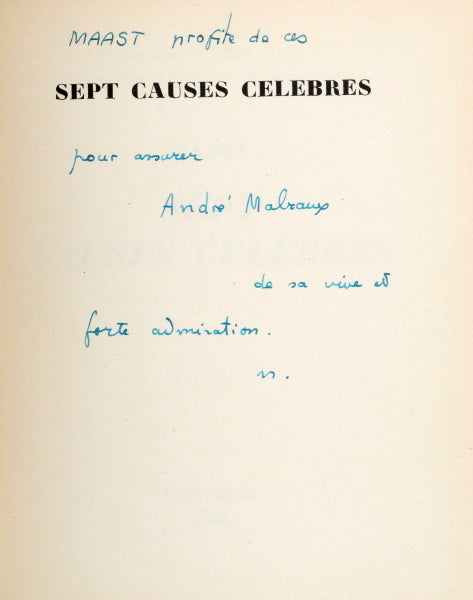 MAAST profite de ces
SEPT CAUSES CELEBRES
pour assurer
André Malraux
de sa vive et
forte admiration.